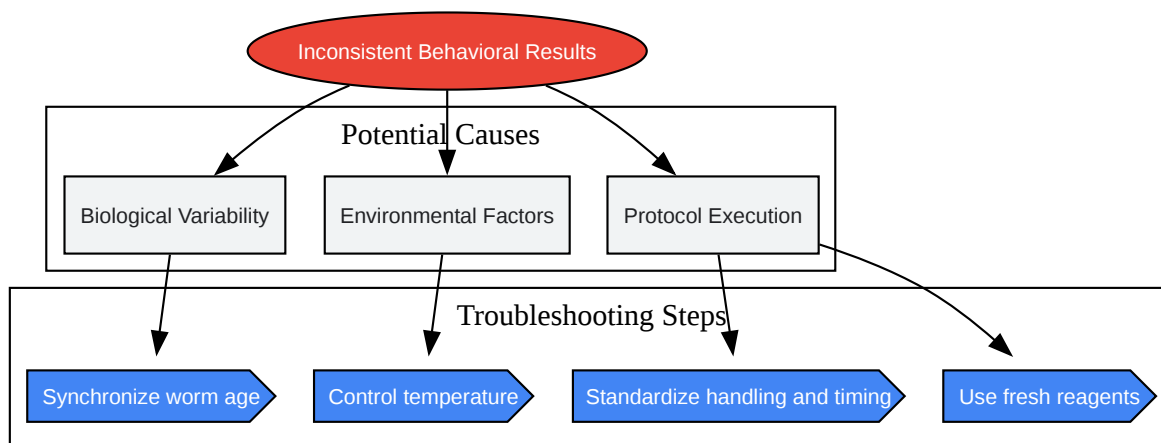 Inconsistent Behavioral Results
Potential Causes
Biological Variability
Environmental Factors
Protocol Execution
Troubleshooting Steps
Synchronize worm age
Control temperature
Standardize handling and timing
Use fresh reagents